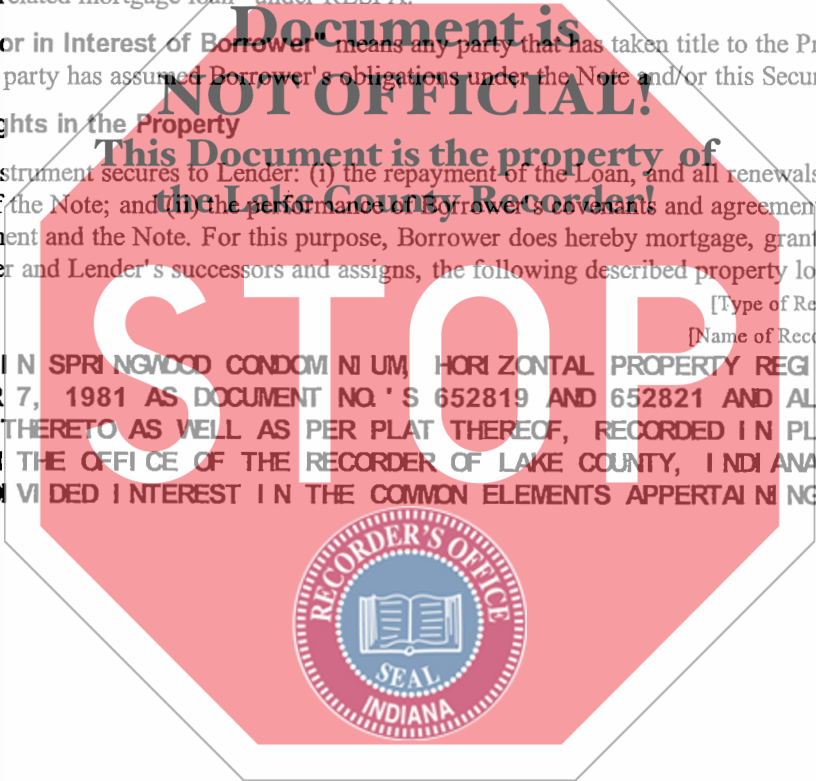 elated mortgage loan" under RESPA.
Document is
or in Interest of Borrower" means any party that has taken title to the Pr
party has assumed Borrower's obligations under the Note and/or this Secur
NOT OFFICIAL!
ghts in the Property
This Document is the property of
strument secures to Lender: (i) the repayment of the Loan, and all renewals
the Lake County Recorder!
f the Note; and (ii) the performance of Borrower's covenants and agreemen
ent and the Note. For this purpose, Borrower does hereby mortgage, grant
er and Lender's successors and assigns, the following described property lo
STOP
[Type of Re
[Name of Reco
IN SPRINGWOOD CONDOMINIUM, HORIZONTAL PROPERTY REGI
R 7, 1981 AS DOCUMENT NO.'S 652819 AND 652821 AND AL
THERETO AS WELL AS PER PLAT THEREOF, RECORDED IN PL
THE OFFICE OF THE RECORDER OF LAKE COUNTY, INDIANA
VIDED INTEREST IN THE COMMON ELEMENTS APPERTAINING
RECORDER'S OFFICE
SEAL
INDIANA